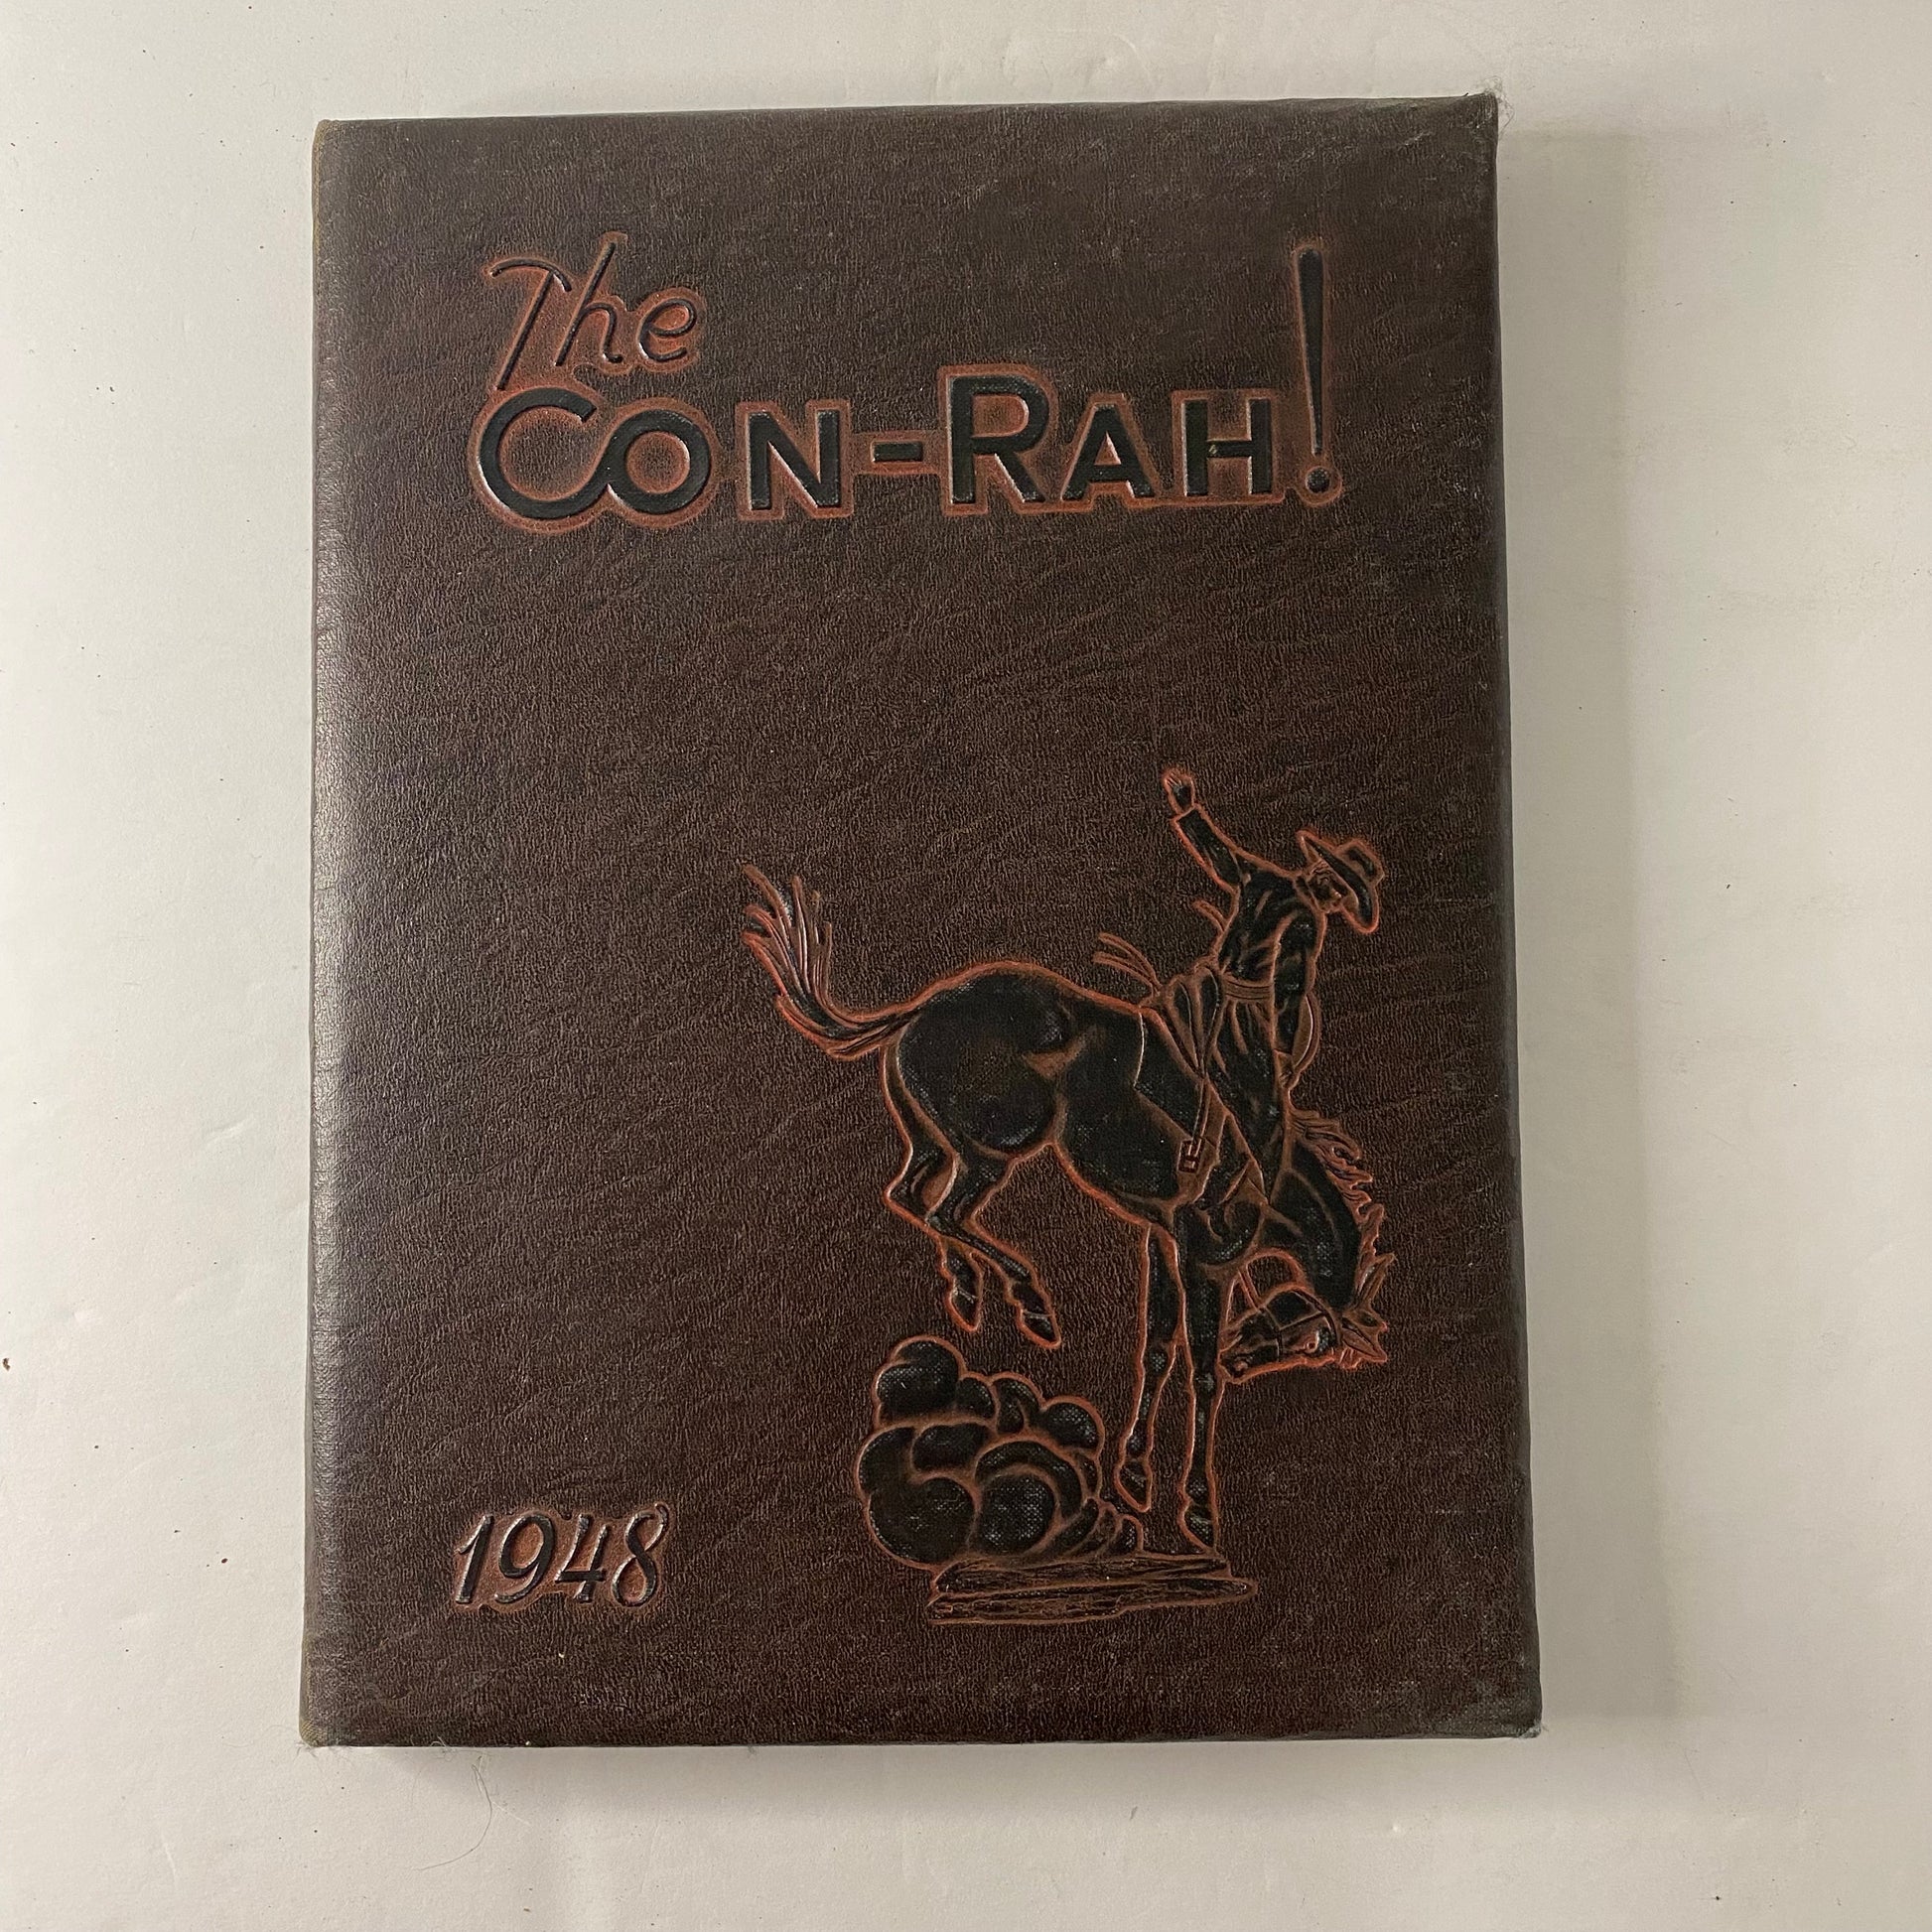 The
CON-RAH!
1948